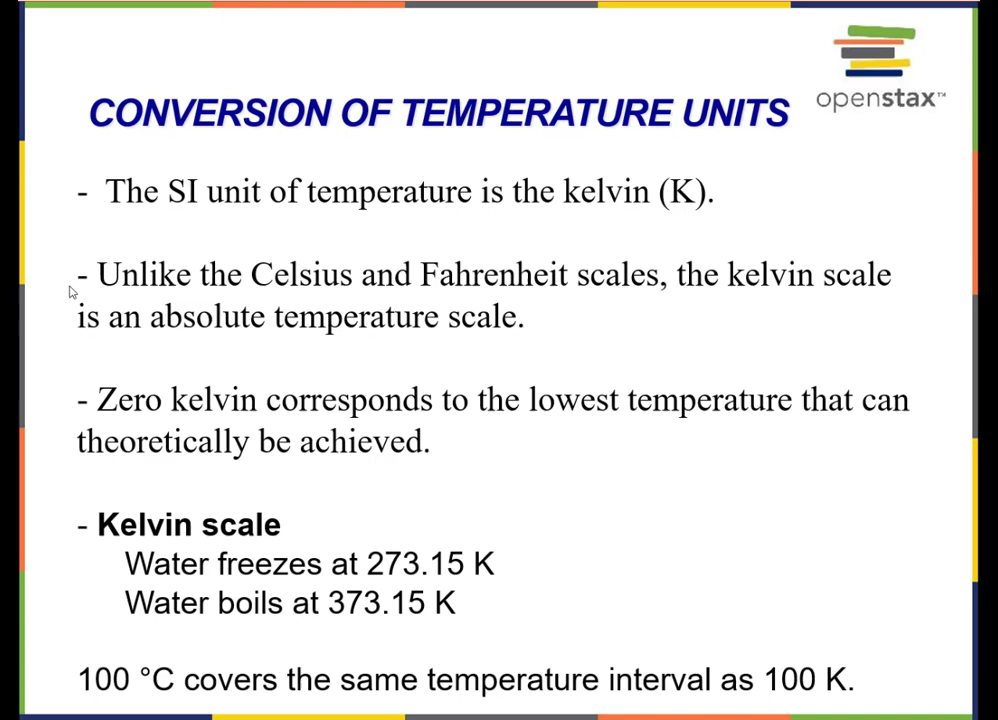 openstax™
CONVERSION OF TEMPERATURE UNITS
- The SI unit of temperature is the kelvin (K).
- Unlike the Celsius and Fahrenheit scales, the kelvin scale
is an absolute temperature scale.
- Zero kelvin corresponds to the lowest temperature that can
theoretically be achieved.
- Kelvin scale
Water freezes at 273.15 K
Water boils at 373.15 K
100 °C covers the same temperature interval as 100 K.